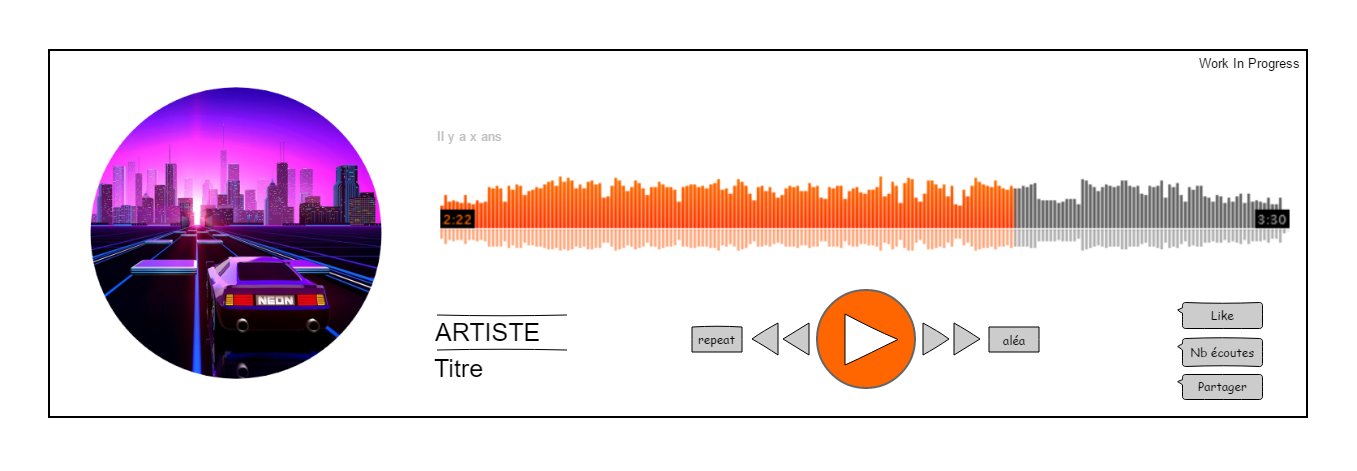 Work In Progress
Il y a x ans
2:22
3:30
NEON
ARTISTE
Titre
repeat
aléa
Like
Nb écoutes
Partager